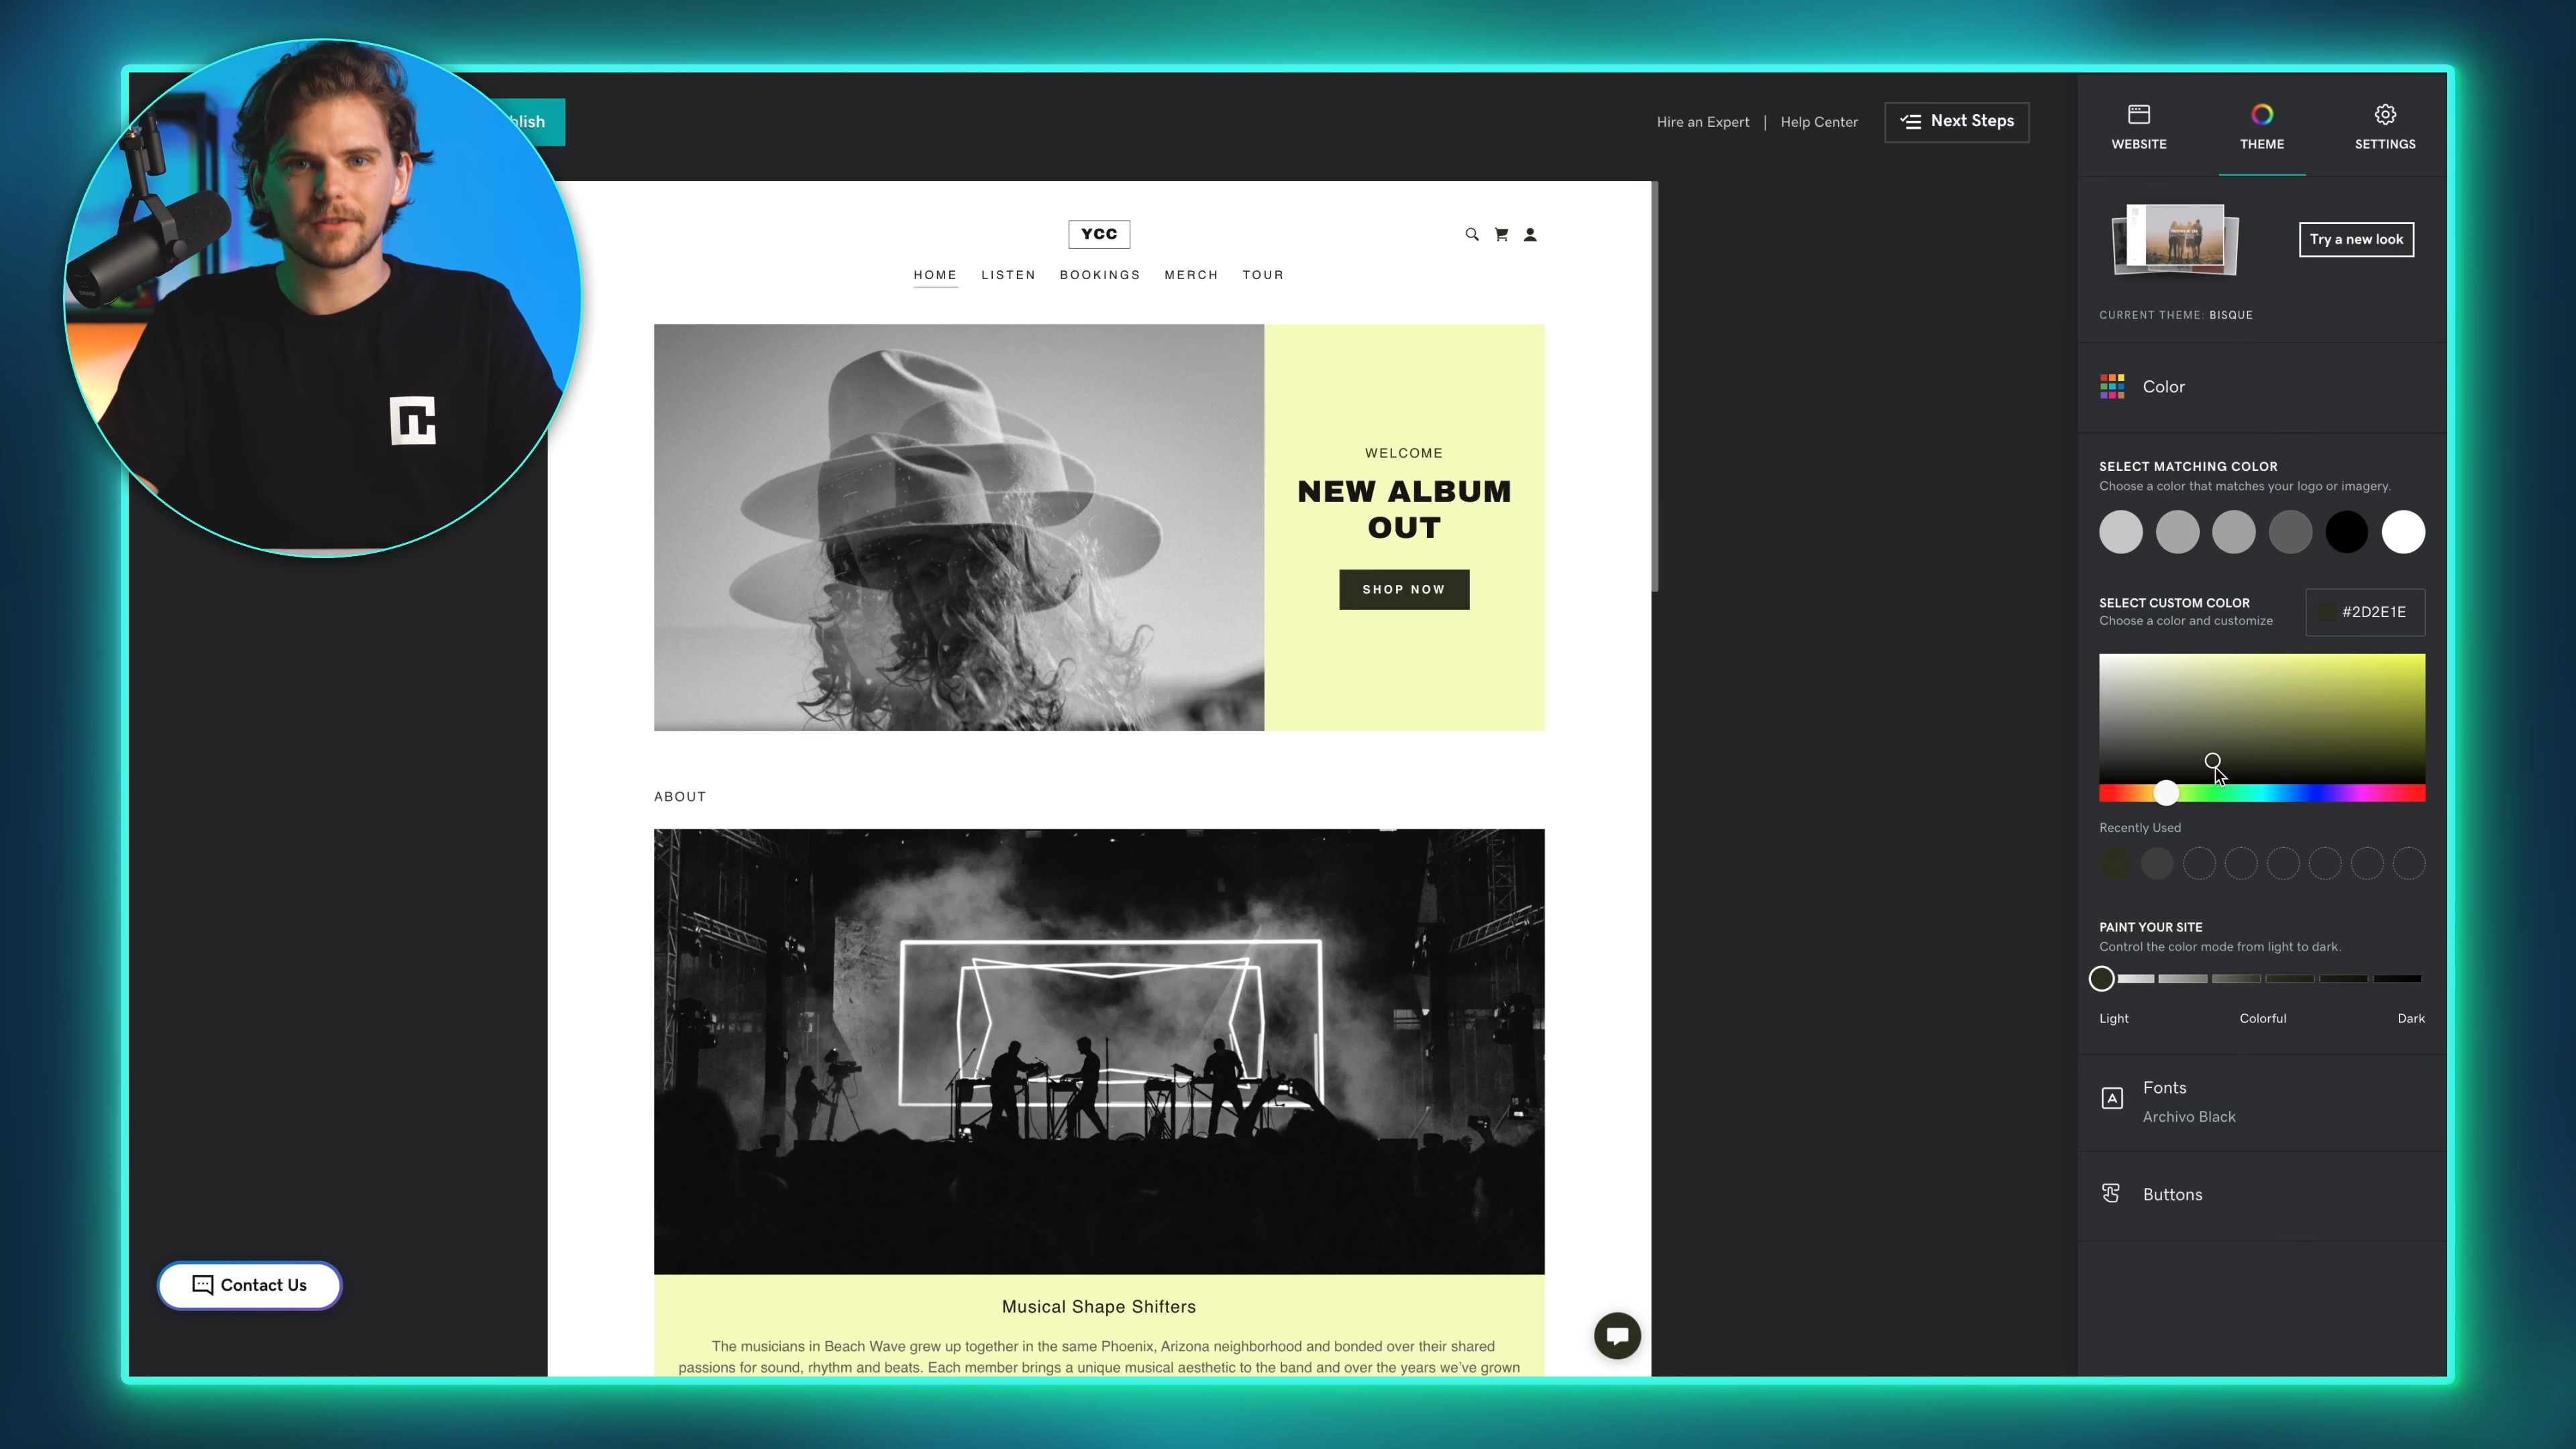 Hire an Expert | Help Center
Next Steps
WEBSITE
THEME
SETTINGS
Try a new look
CURRENT THEME: BISQUE
Color
SELECT MATCHING COLOR
Choose a color that matches your logo or imagery.
SELECT CUSTOM COLOR
Choose a color and customize
#2D2E1E
Recently Used
PAINT YOUR SITE
Control the color mode from light to dark.
Light
Colorful
Dark
Fonts
Archivo Black
Buttons
YCC
HOME
LISTEN
BOOKINGS
MERCH
TOUR
WELCOME
NEW ALBUM
OUT
SHOP NOW
ABOUT
Musical Shape Shifters
The musicians in Beach Wave grew up together in the same Phoenix, Arizona neighborhood and bonded over their shared
passions for sound, rhythm and beats. Each member brings a unique musical aesthetic to the band and over the years we've grown
Contact Us